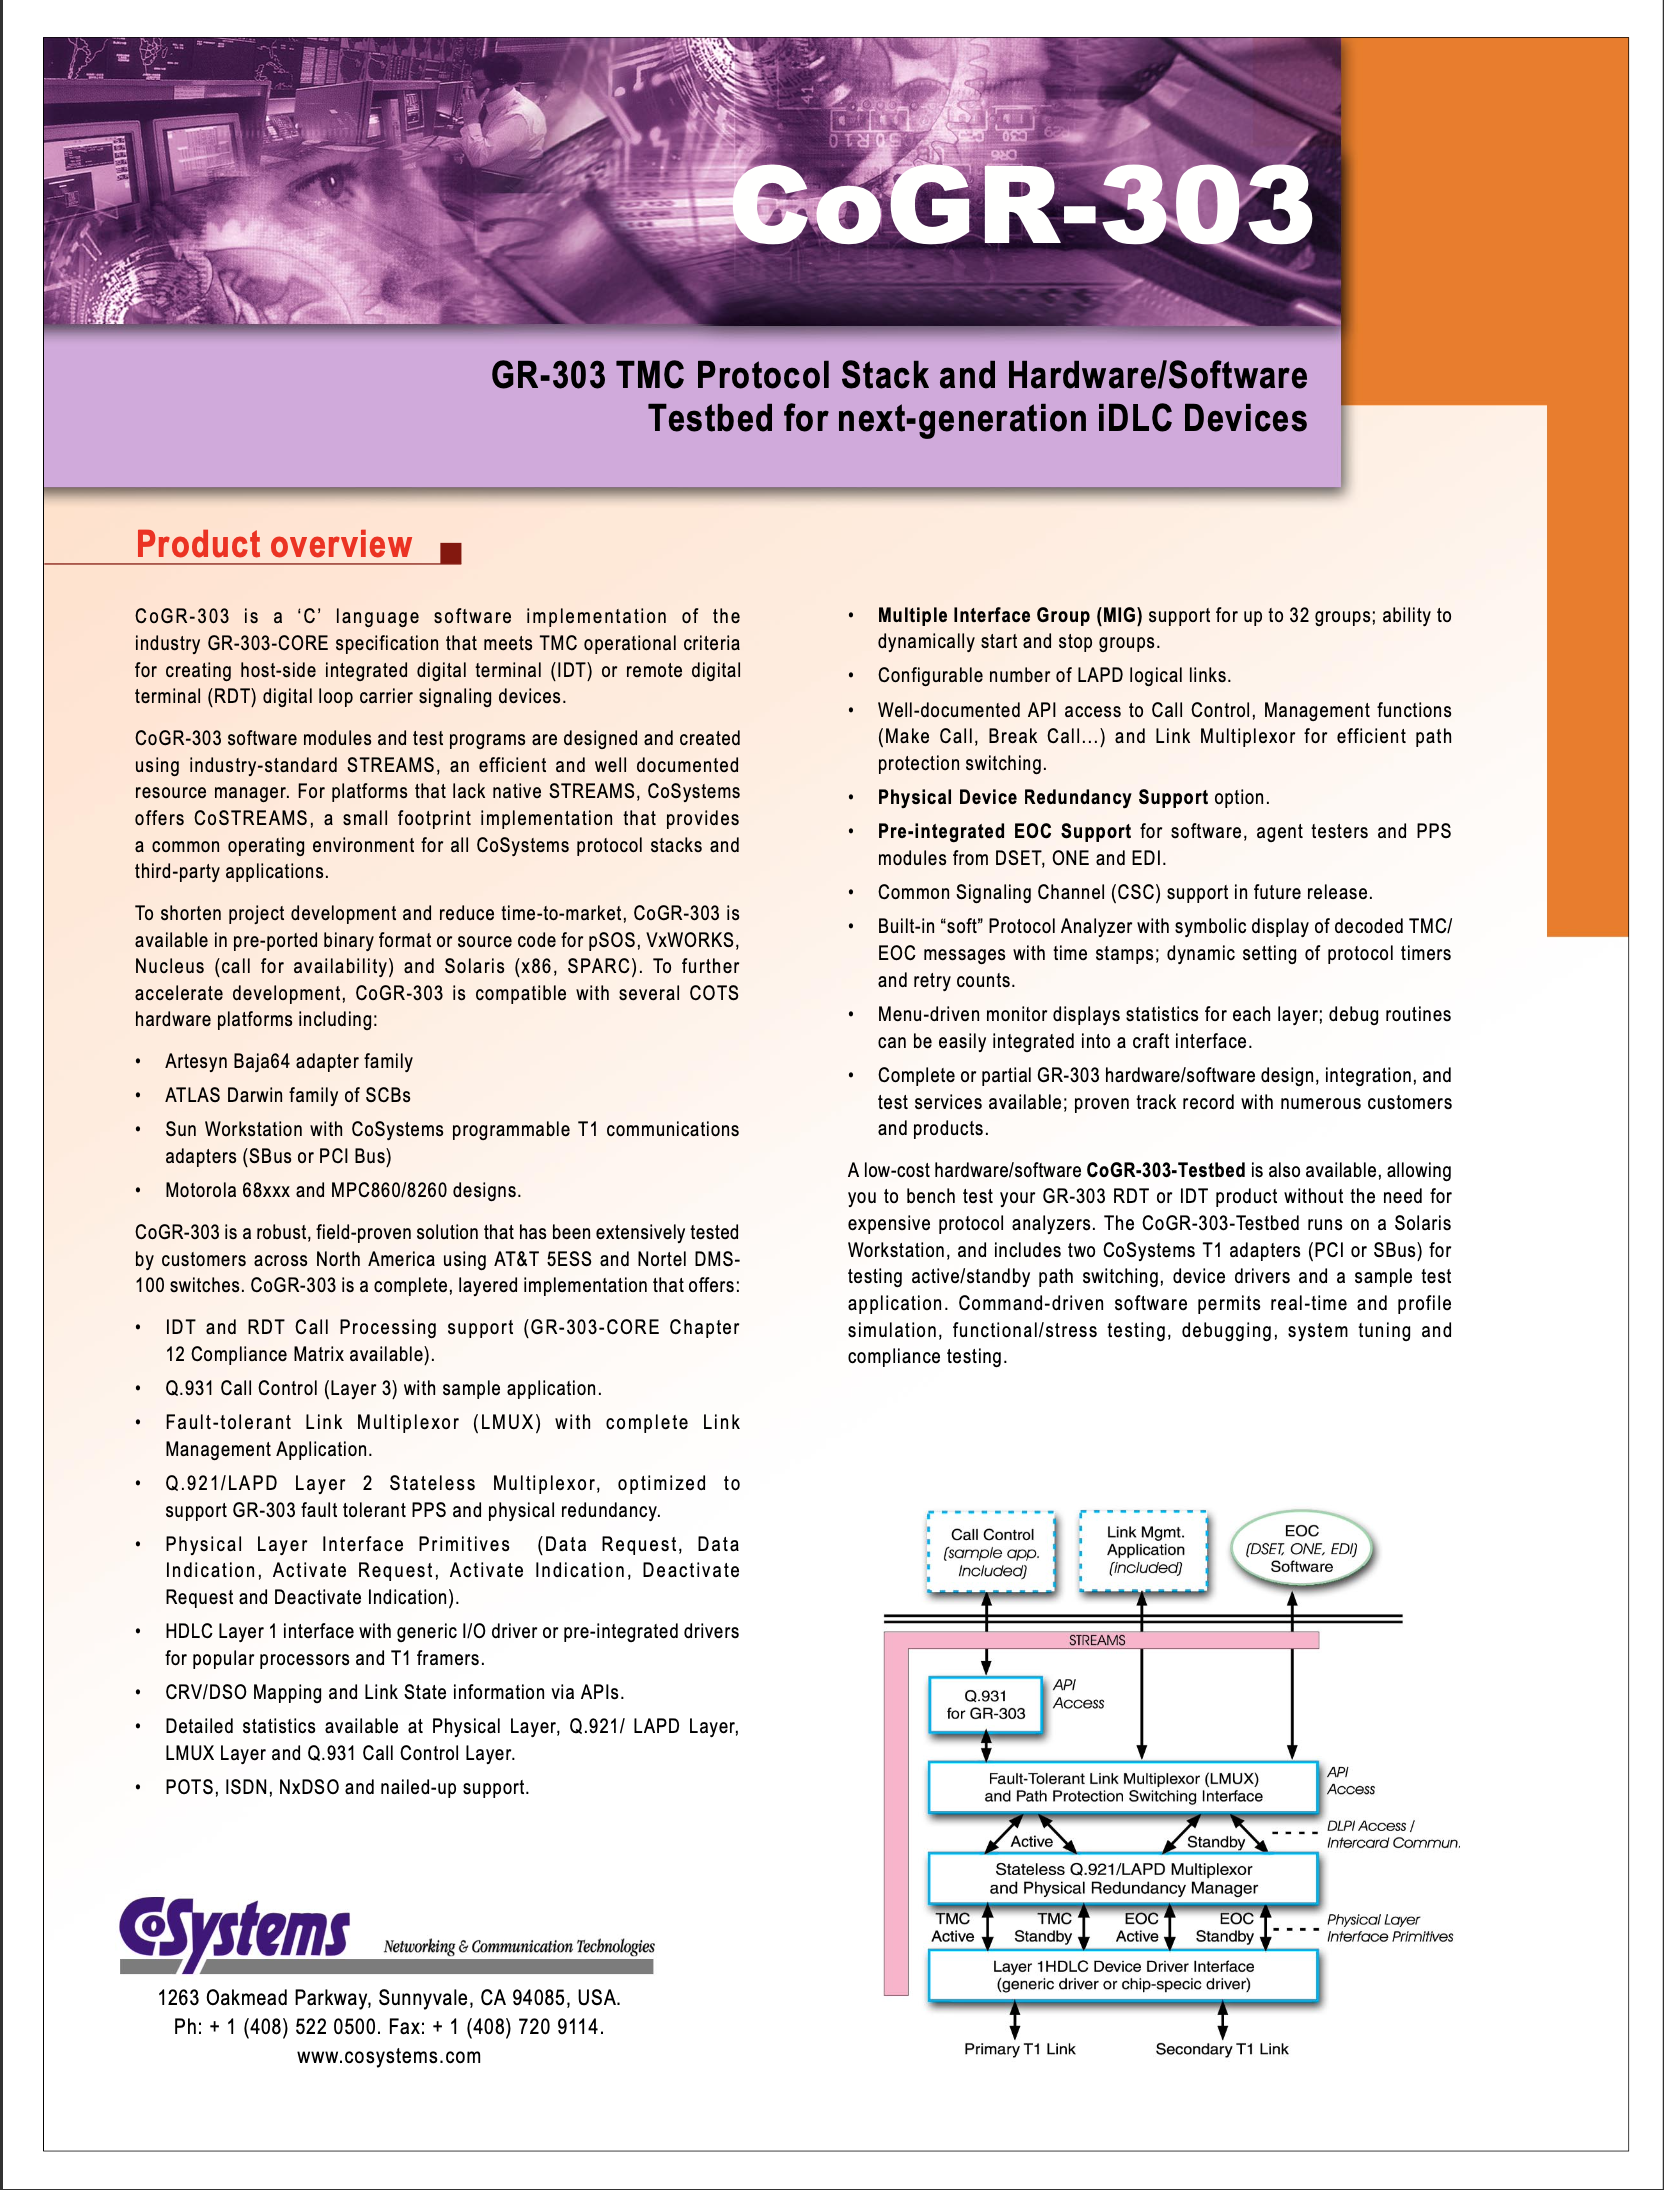 CoGR-303
GR-303 TMC Protocol Stack and Hardware/Software
Testbed for next-generation iDLC Devices
Product overview
CoGR-303 is a ‘C’ language software implementation of the
industry GR-303-CORE specification that meets TMC operational criteria
for creating host-side integrated digital terminal (IDT) or remote digital
terminal (RDT) digital loop carrier signaling devices.
CoGR-303 software modules and test programs are designed and created
using industry-standard STREAMS, an efficient and well documented
resource manager. For platforms that lack native STREAMS, CoSystems
offers CoSTREAMS, a small footprint implementation that provides
a common operating environment for all CoSystems protocol stacks and
third-party applications.
To shorten project development and reduce time-to-market, CoGR-303 is
available in pre-ported binary format or source code for pSOS, VxWORKS,
Nucleus (call for availability) and Solaris (x86, SPARC). To further
accelerate development, CoGR-303 is compatible with several COTS
hardware platforms including:
• Artesyn Baja64 adapter family
• ATLAS Darwin family of SCBs
• Sun Workstation with CoSystems programmable T1 communications
adapters (SBus or PCI Bus)
• Motorola 68xxx and MPC860/8260 designs.
CoGR-303 is a robust, field-proven solution that has been extensively tested
by customers across North America using AT&T 5ESS and Nortel DMS-
100 switches. CoGR-303 is a complete, layered implementation that offers:
• IDT and RDT Call Processing support (GR-303-CORE Chapter
12 Compliance Matrix available).
• Q.931 Call Control (Layer 3) with sample application.
• Fault-tolerant Link Multiplexor (LMUX) with complete Link
Management Application.
• Q.921/LAPD Layer 2 Stateless Multiplexor, optimized to
support GR-303 fault tolerant PPS and physical redundancy.
• Physical Layer Interface Primitives (Data Request, Data
Indication, Activate Request, Activate Indication, Deactivate
Request and Deactivate Indication).
• HDLC Layer 1 interface with generic I/O driver or pre-integrated drivers
for popular processors and T1 framers.
• CRV/DSO Mapping and Link State information via APIs.
• Detailed statistics available at Physical Layer, Q.921/ LAPD Layer,
LMUX Layer and Q.931 Call Control Layer.
• POTS, ISDN, NxDSO and nailed-up support.
• Multiple Interface Group (MIG) support for up to 32 groups; ability to
dynamically start and stop groups.
• Configurable number of LAPD logical links.
• Well-documented API access to Call Control, Management functions
(Make Call, Break Call...) and Link Multiplexor for efficient path
protection switching.
• Physical Device Redundancy Support option.
• Pre-integrated EOC Support for software, agent testers and PPS
modules from DSET, ONE and EDI.
• Common Signaling Channel (CSC) support in future release.
• Built-in “soft” Protocol Analyzer with symbolic display of decoded TMC/
EOC messages with time stamps; dynamic setting of protocol timers
and retry counts.
• Menu-driven monitor displays statistics for each layer; debug routines
can be easily integrated into a craft interface.
• Complete or partial GR-303 hardware/software design, integration, and
test services available; proven track record with numerous customers
and products.
A low-cost hardware/software CoGR-303-Testbed is also available, allowing
you to bench test your GR-303 RDT or IDT product without the need for
expensive protocol analyzers. The CoGR-303-Testbed runs on a Solaris
Workstation, and includes two CoSystems T1 adapters (PCI or SBus) for
testing active/standby path switching, device drivers and a sample test
application. Command-driven software permits real-time and profile
simulation, functional/stress testing, debugging, system tuning and
compliance testing.
Call Control
(sample app.
Included)
Link Mgmt.
Application
(included)
EOC
(DSET, ONE, EDI)
Software
STREAMS
Q.931
for GR-303
API
Access
Fault-Tolerant Link Multiplexor (LMUX)
and Path Protection Switching Interface
API
Access
Active
Standby
DLPI Access /
Intercard Commun.
Stateless Q.921/LAPD Multiplexor
and Physical Redundancy Manager
TMC
Active
TMC
Standby
EOC
Active
EOC
Standby
Physical Layer
Interface Primitives
Layer 1HDLC Device Driver Interface
(generic driver or chip-specic driver)
Primary T1 Link
Secondary T1 Link
CoSystems
Networking & Communication Technologies
1263 Oakmead Parkway, Sunnyvale, CA 94085, USA.
Ph: + 1 (408) 522 0500. Fax: + 1 (408) 720 9114.
www.cosystems.com